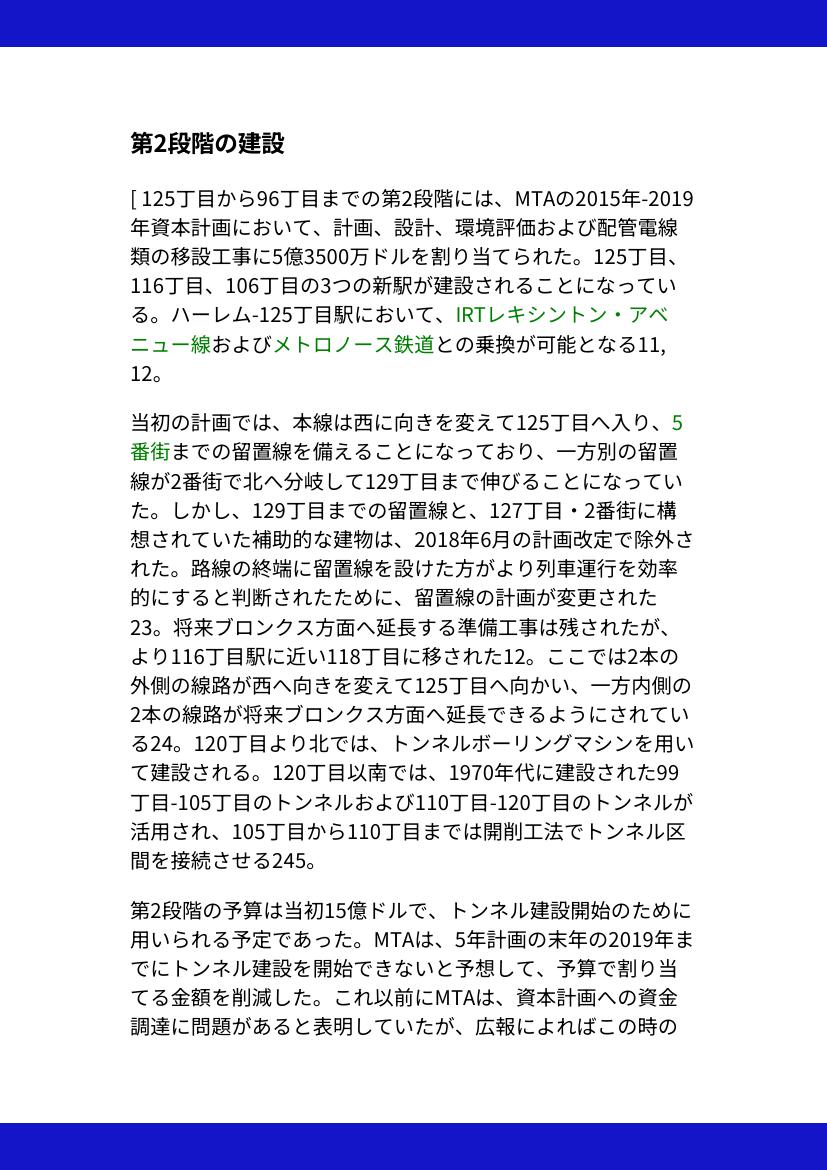 第2段階の建設
[ 125丁目から96丁目までの第2段階には、MTAの2015年-2019
年資本計画において、計画、設計、環境評価および配管電線
類の移設工事に5億3500万ドルを割り当てられた。125丁目、
116丁目、106丁目の3つの新駅が建設されることになってい
る。ハーレム-125丁目駅において、IRTレキシントン・アベ
ニュー線およびメトロノース鉄道との乗換が可能となる11,
12。
当初の計画では、本線は西に向きを変えて125丁目へ入り、5
番街までの留置線を備えることになっており、一方別の留置
線が2番街で北へ分岐して129丁目まで伸びることになってい
た。しかし、129丁目までの留置線と、127丁目・2番街に構
想されていた補助的な建物は、2018年6月の計画改定で除外さ
れた。路線の終端に留置線を設けた方がより列車運行を効率
的にすると判断されたために、留置線の計画が変更された
23。将来ブロンクス方面へ延長する準備工事は残されたが、
より116丁目駅に近い118丁目に移された12。ここでは2本の
外側の線路が西へ向きを変えて125丁目へ向かい、一方内側の
2本の線路が将来ブロンクス方面へ延長できるようにされてい
る24。120丁目より北では、トンネルボーリングマシンを用い
て建設される。120丁目以南では、1970年代に建設された99
丁目-105丁目のトンネルおよび110丁目-120丁目のトンネルが
活用され、105丁目から110丁目までは開削工法でトンネル区
間を接続させる245。
第2段階の予算は当初15億ドルで、トンネル建設開始のために
用いられる予定であった。MTAは、5年計画の末年の2019年ま
でにトンネル建設を開始できないと予想して、予算で割り当
てる金額を削減した。これ以前にMTAは、資本計画への資金
調達に問題があると表明していたが、広報によればこの時の